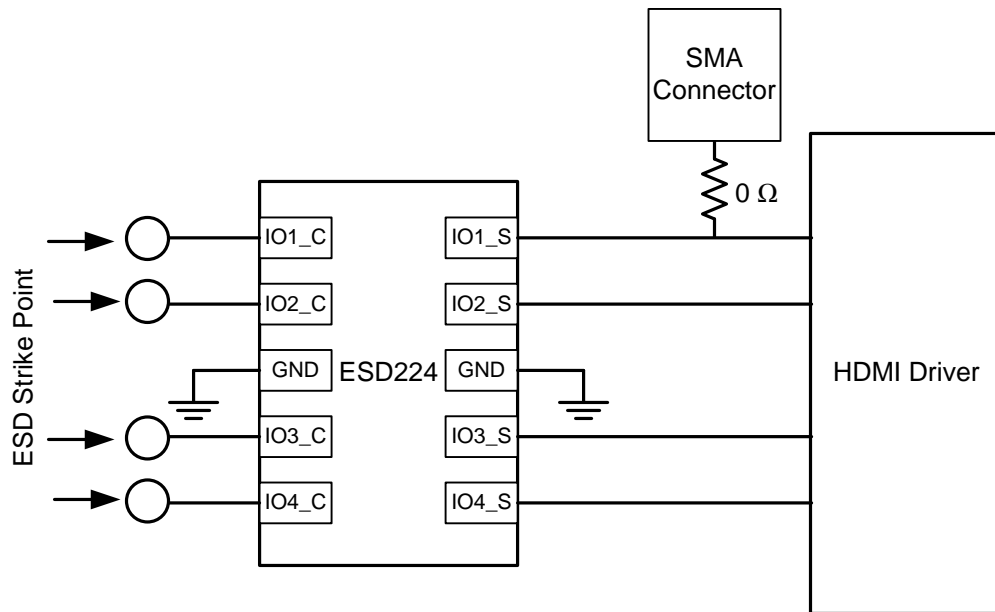 SMA
Connector
0 Ω
ESD Strike Point
IO1_C
IO1_S
IO2_C
IO2_S
GND
ESD224
GND
HDMI Driver
IO3_C
IO3_S
IO4_C
IO4_S